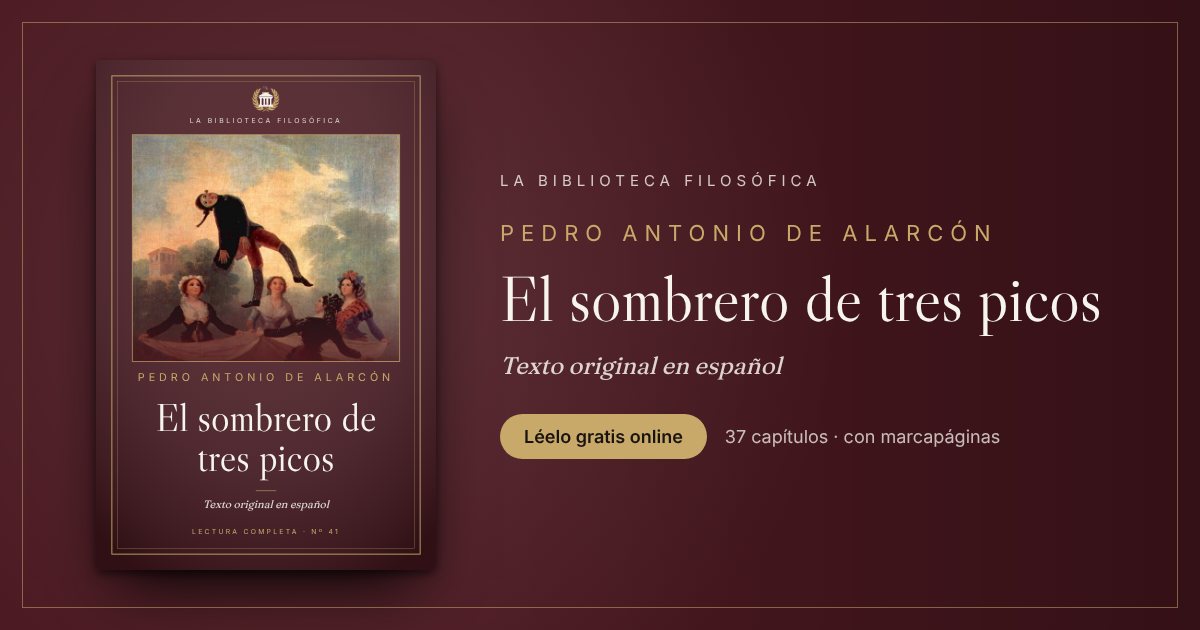 LA BIBLIOTECA FILOSÓFICA
PEDRO ANTONIO DE ALARCÓN
El sombrero de
tres picos
Texto original en español
LECTURA COMPLETA · Nº 41
LA BIBLIOTECA FILOSÓFICA
PEDRO ANTONIO DE ALARCÓN
El sombrero de tres picos
Texto original en español
Léelo gratis online
37 capítulos · con marcapáginas